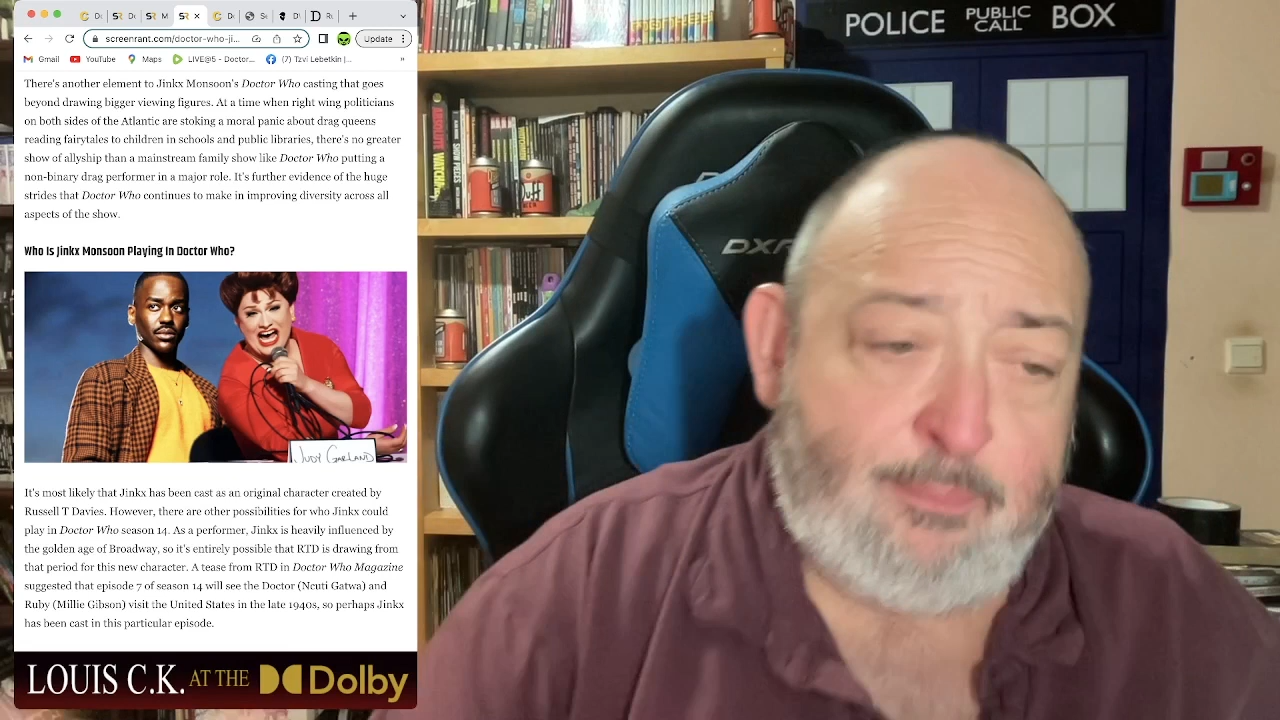 screenrant.com/doctor-who-ji...
Update
Gmail
YouTube
Maps
LIVE@5 - Doctor...
(7) Tzvi Lebetkin |...
There's another element to Jinkx Monsoon's Doctor Who casting that goes
beyond drawing bigger viewing figures. At a time when right wing politicians
on both sides of the Atlantic are stoking a moral panic about drag queens
reading fairytales to children in schools and public libraries, there's no greater
show of allyship than a mainstream family show like Doctor Who putting a
non-binary drag performer in a major role. It's further evidence of the huge
strides that Doctor Who continues to make in improving diversity across all
aspects of the show.
Who Is Jinkx Monsoon Playing In Doctor Who?
JUDY GARLAND
It's most likely that Jinkx has been cast as an original character created by
Russell T Davies. However, there are other possibilities for who Jinkx could
play in Doctor Who season 14. As a performer, Jinkx is heavily influenced by
the golden age of Broadway, so it's entirely possible that RTD is drawing from
that period for this new character. A tease from RTD in Doctor Who Magazine
suggested that episode 7 of season 14 will see the Doctor (Ncuti Gatwa) and
Ruby (Millie Gibson) visit the United States in the late 1940s, so perhaps Jinkx
has been cast in this particular episode.
LOUIS C.K. AT THE Dolby
POLICE PUBLIC CALL BOX
ABSOLUTE WATCHMEN
Duff
DXR